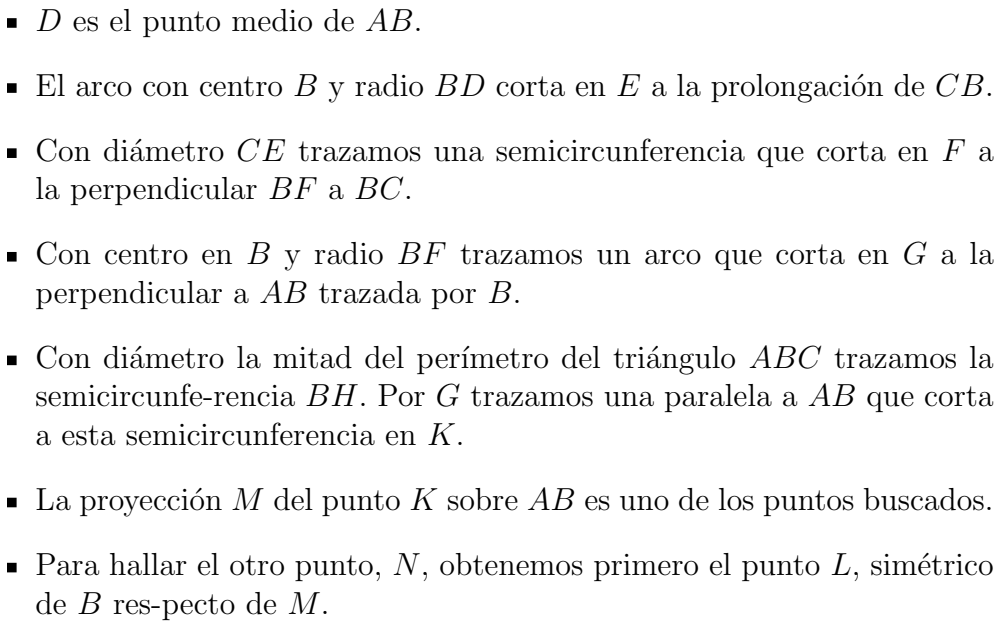 ▪ D es el punto medio de AB.
▪ El arco con centro B y radio BD corta en E a la prolongación de CB.
▪ Con diámetro CE trazamos una semicircunferencia que corta en F a
la perpendicular BF a BC.
▪ Con centro en B y radio BF trazamos un arco que corta en G a la
perpendicular a AB trazada por B.
▪ Con diámetro la mitad del perímetro del triángulo ABC trazamos la
semicircunfe-rencia BH. Por G trazamos una paralela a AB que corta
a esta semicircunferencia en K.
▪ La proyección M del punto K sobre AB es uno de los puntos buscados.
▪ Para hallar el otro punto, N, obtenemos primero el punto L, simétrico
de B res-pecto de M.